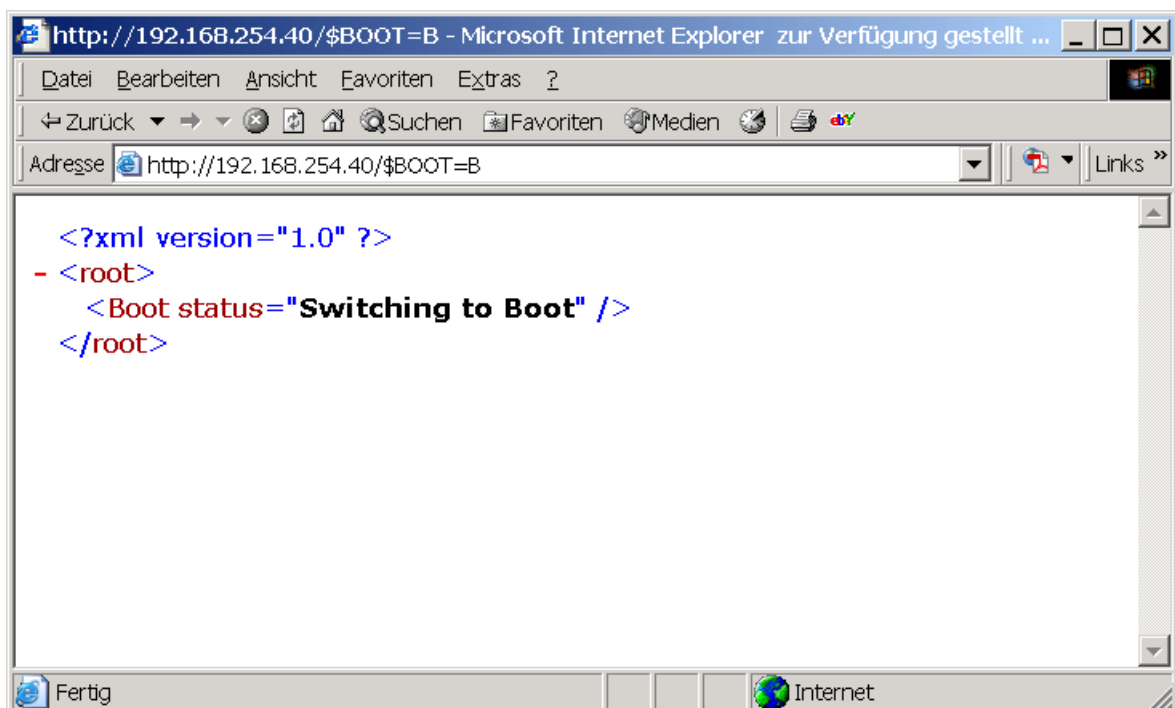 http://192.168.254.40/$BOOT=B - Microsoft Internet Explorer zur Verfügung gestellt ...
Datei Bearbeiten Ansicht Favoriten Extras ?
Zurück Suchen Favoriten Medien ebY
Adresse http://192.168.254.40/$BOOT=B Links »
<?xml version="1.0" ?>
- <root>
<Boot status="Switching to Boot" />
</root>
Fertig Internet